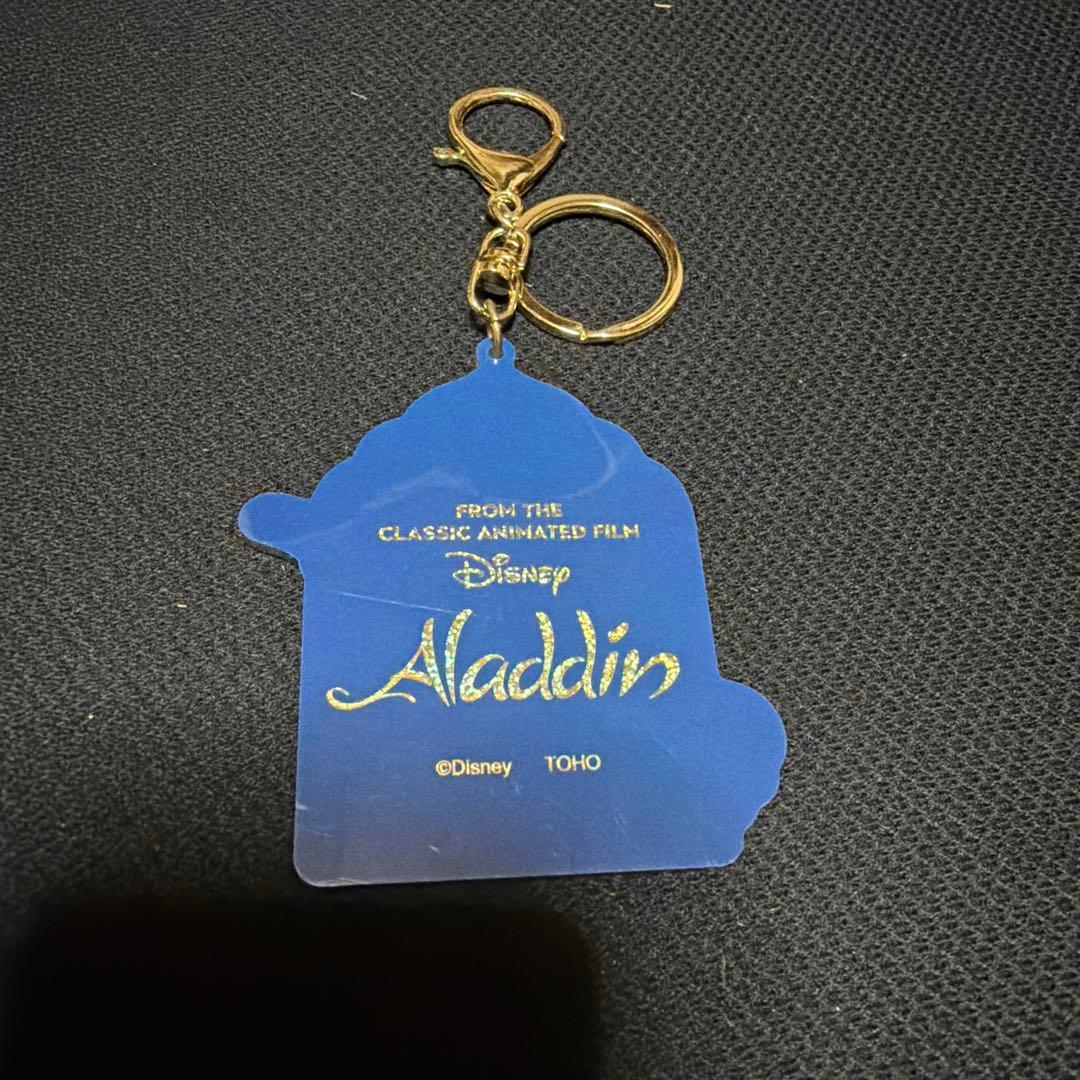 FROM THE
CLASSIC ANIMATED FILM
Disney
Aladdin
©Disney TOHO